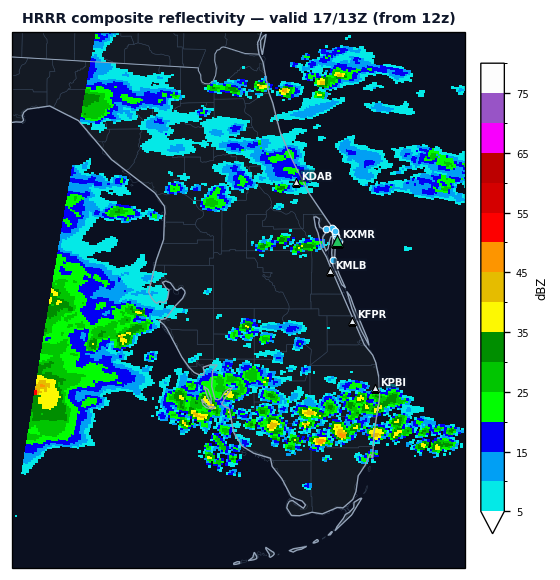 HRRR composite reflectivity — valid 17/13Z (from 12z)
KDAB
KXMR
KMLB
KFPR
KPBI
75
65
55
45
35
25
15
5
dBZ